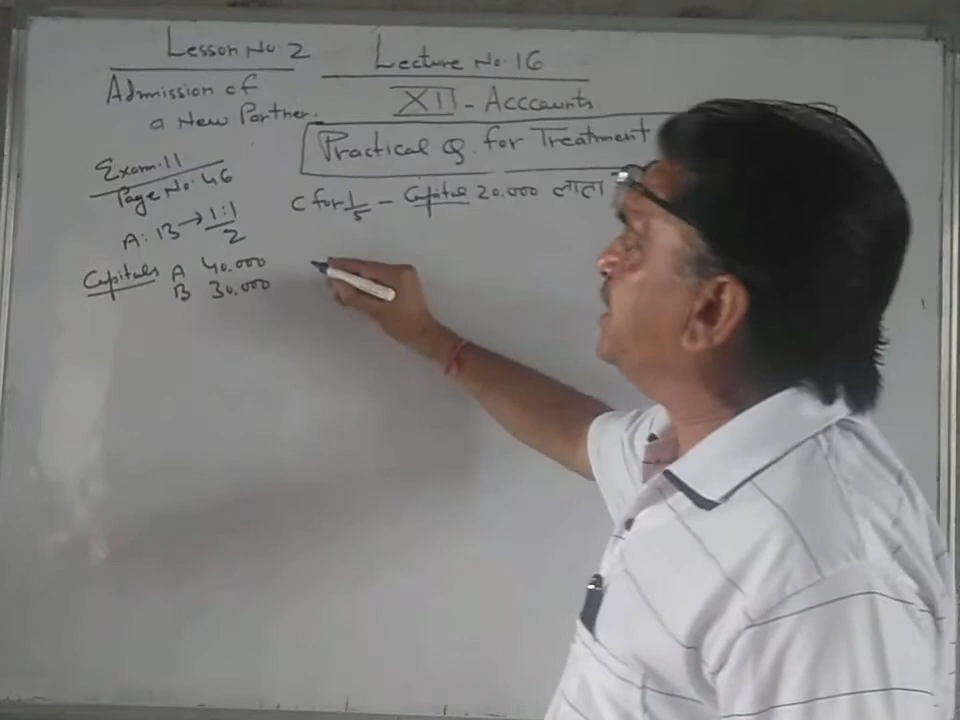 Lesson No. 2
Lecture No. 16
Admission of
a New Partner.
XII - Acccounts
Practical Q. for Treatment
Exam. 11
Page No. 46
C for 1/5 - Capital 20.000 लाला
A : B → 1:1
2
Capitals A 40.000
B 30.000